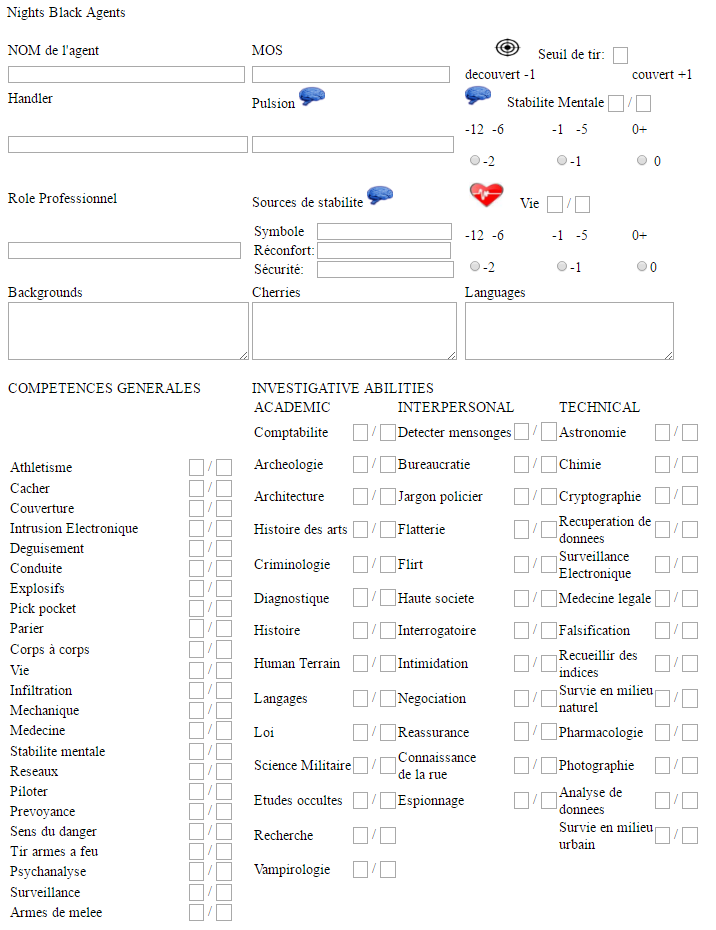 Nights Black Agents
NOM de l'agent
MOS
Seuil de tir:
decouvert -1
couvert +1
Handler
Pulsion
Stabilite Mentale /
-12 -6
-1 -5
0+
-2
-1
0
Role Professionnel
Sources de stabilite
Vie /
Symbole
Réconfort:
Sécurité:
-12 -6
-1 -5
0+
-2
-1
0
Backgrounds
Cherries
Languages
COMPETENCES GENERALES
Athletisme /
Cacher /
Couverture /
Intrusion Electronique /
Deguisement /
Conduite /
Explosifs /
Pick pocket /
Parier /
Corps à corps /
Vie /
Infiltration /
Mechanique /
Medecine /
Stabilite mentale /
Reseaux /
Piloter /
Prevoyance /
Sens du danger /
Tir armes a feu /
Psychanalyse /
Surveillance /
Armes de melee /
INVESTIGATIVE ABILITIES
ACADEMIC
Comptabilite /
Archeologie /
Architecture /
Histoire des arts /
Criminologie /
Diagnostique /
Histoire /
Human Terrain /
Langages /
Loi /
Science Militaire /
Etudes occultes /
Recherche /
Vampirologie /
INTERPERSONAL
Detecter mensonges /
Bureaucratie /
Jargon policier /
Flatterie /
Flirt /
Haute societe /
Interrogatoire /
Intimidation /
Negociation /
Reassurance /
Connaissance
de la rue /
Espionnage /
TECHNICAL
Astronomie /
Chimie /
Cryptographie /
Recuperation de
donnees /
Surveillance
Electronique /
Medecine legale /
Falsification /
Recueillir des
indices /
Survie en milieu
naturel /
Pharmacologie /
Photographie /
Analyse de
donnees /
Survie en milieu
urbain /